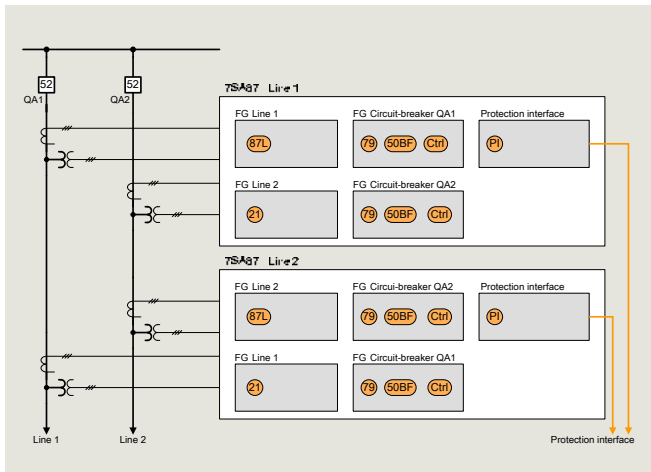 52
52
QA1
QA2
7SA87 Line 1
FG Line 1
FG Circuit-breaker QA1
Protection interface
87L
79 50BF Ctrl
PI
FG Line 2
FG Circuit-breaker QA2
21
79 50BF Ctrl
7SA87 Line 2
FG Line 2
FG Circui-breaker QA2
Protection interface
87L
79 50BF Ctrl
PI
FG Line 1
FG Circuit-breaker QA1
21
79 50BF Ctrl
Line 1
Line 2
Protection interface